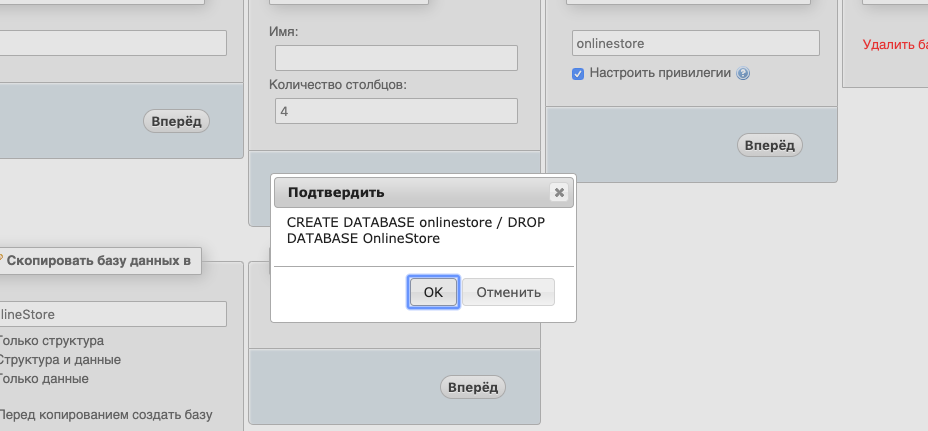 Имя:
Количество столбцов:
4
Вперёд
onlinestore
Настроить привилегии
Вперёд
Удалить
Подтвердить
CREATE DATABASE onlinestore / DROP
DATABASE OnlineStore
OK
Отменить
Скопировать базу данных в
lineStore
Только структура
Структура и данные
Только данные
Перед копированием создать базу
Вперёд